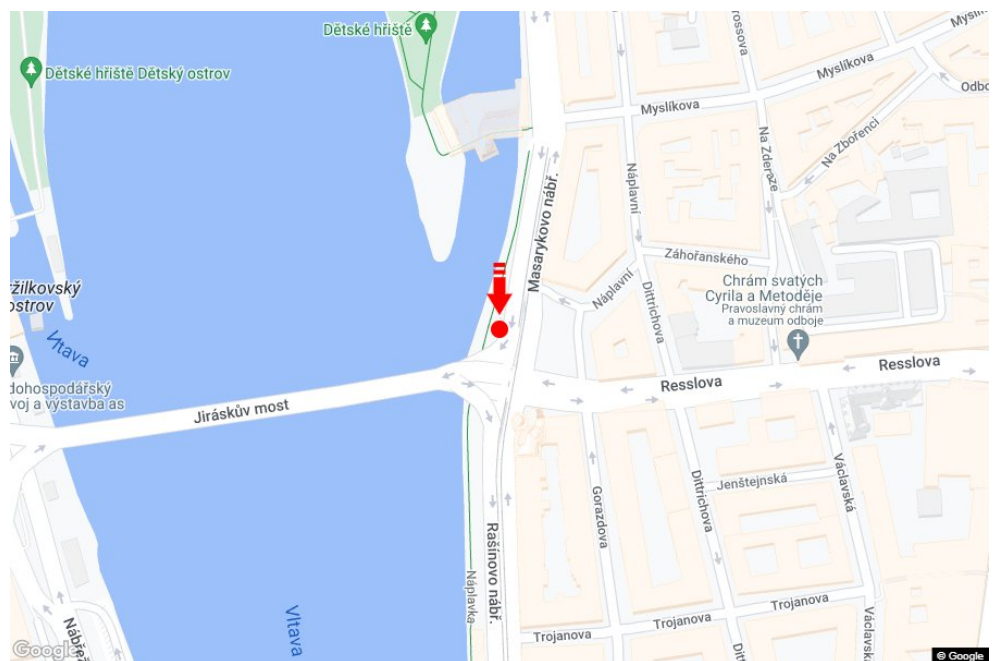 Dětské hřiště
Dětské hřiště Dětský ostrov
Myslíkova
Myslíkova
Na Zderaze
Na Zbořenci
Náplavní
Masarykovo nábř.
Záhořanského
Náplavní
Dittrichova
Chrám svatých
Cyrila a Metoděje
Pravoslavný chrám
a muzeum odboje
Vltava
Resslova
Resslova
Jiráskův most
Jenštejnská
Gorazdova
Dittrichova
Václavská
Rašínovo nábř.
Náplavka
Vltava
Trojanova
Trojanova
Trojanova
Google
© Google